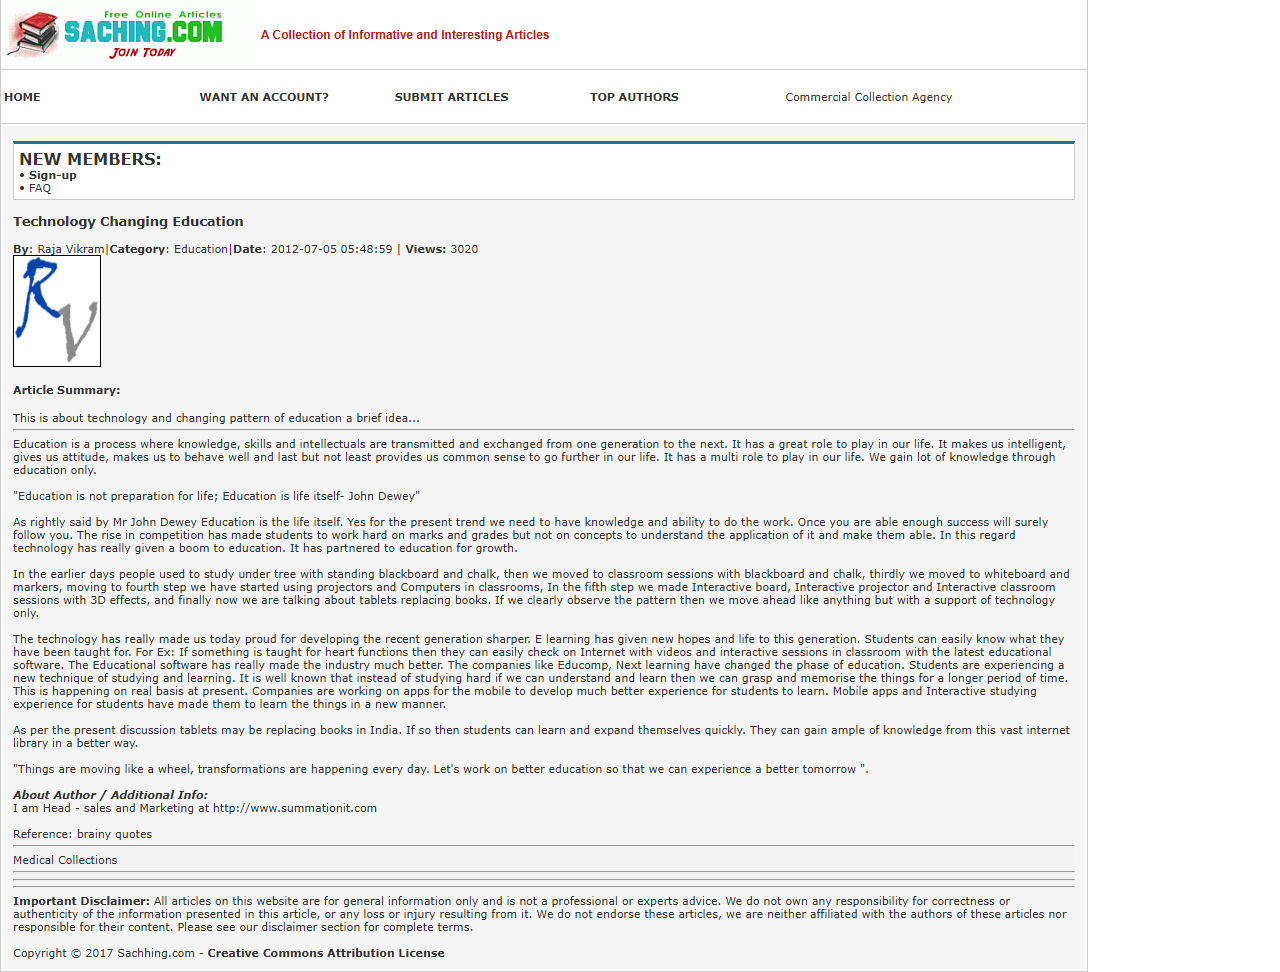 Free Online Articles
SACHING.COM
JOIN TODAY
A Collection of Informative and Interesting Articles
HOME WANT AN ACCOUNT? SUBMIT ARTICLES TOP AUTHORS Commercial Collection Agency
NEW MEMBERS:
• Sign-up
• FAQ
Technology Changing Education
By: Raja Vikram|Category: Education|Date: 2012-07-05 05:48:59 | Views: 3020
RV
Article Summary:
This is about technology and changing pattern of education a brief idea...
Education is a process where knowledge, skills and intellectuals are transmitted and exchanged from one generation to the next. It has a great role to play in our life. It makes us intelligent,
gives us attitude, makes us to behave well and last but not least provides us common sense to go further in our life. It has a multi role to play in our life. We gain lot of knowledge through
education only.
"Education is not preparation for life; Education is life itself- John Dewey"
As rightly said by Mr John Dewey Education is the life itself. Yes for the present trend we need to have knowledge and ability to do the work. Once you are able enough success will surely
follow you. The rise in competition has made students to work hard on marks and grades but not on concepts to understand the application of it and make them able. In this regard
technology has really given a boom to education. It has partnered to education for growth.
In the earlier days people used to study under tree with standing blackboard and chalk, then we moved to classroom sessions with blackboard and chalk, thirdly we moved to whiteboard and
markers, moving to fourth step we have started using projectors and Computers in classrooms, In the fifth step we made Interactive board, Interactive projector and Interactive classroom
sessions with 3D effects, and finally now we are talking about tablets replacing books. If we clearly observe the pattern then we move ahead like anything but with a support of technology
only.
The technology has really made us today proud for developing the recent generation sharper. E learning has given new hopes and life to this generation. Students can easily know what they
have been taught for. For Ex: If something is taught for heart functions then they can easily check on Internet with videos and interactive sessions in classroom with the latest educational
software. The Educational software has really made the industry much better. The companies like Educomp, Next learning have changed the phase of education. Students are experiencing a
new technique of studying and learning. It is well known that instead of studying hard if we can understand and learn then we can grasp and memorise the things for a longer period of time.
This is happening on real basis at present. Companies are working on apps for the mobile to develop much better experience for students to learn. Mobile apps and Interactive studying
experience for students have made them to learn the things in a new manner.
As per the present discussion tablets may be replacing books in India. If so then students can learn and expand themselves quickly. They can gain ample of knowledge from this vast internet
library in a better way.
"Things are moving like a wheel, transformations are happening every day. Let's work on better education so that we can experience a better tomorrow ".
About Author / Additional Info:
I am Head - sales and Marketing at http://www.summationit.com
Reference: brainy quotes
Medical Collections
Important Disclaimer: All articles on this website are for general information only and is not a professional or experts advice. We do not own any responsibility for correctness or
authenticity of the information presented in this article, or any loss or injury resulting from it. We do not endorse these articles, we are neither affiliated with the authors of these articles nor
responsible for their content. Please see our disclaimer section for complete terms.
Copyright © 2017 Sachhing.com - Creative Commons Attribution License